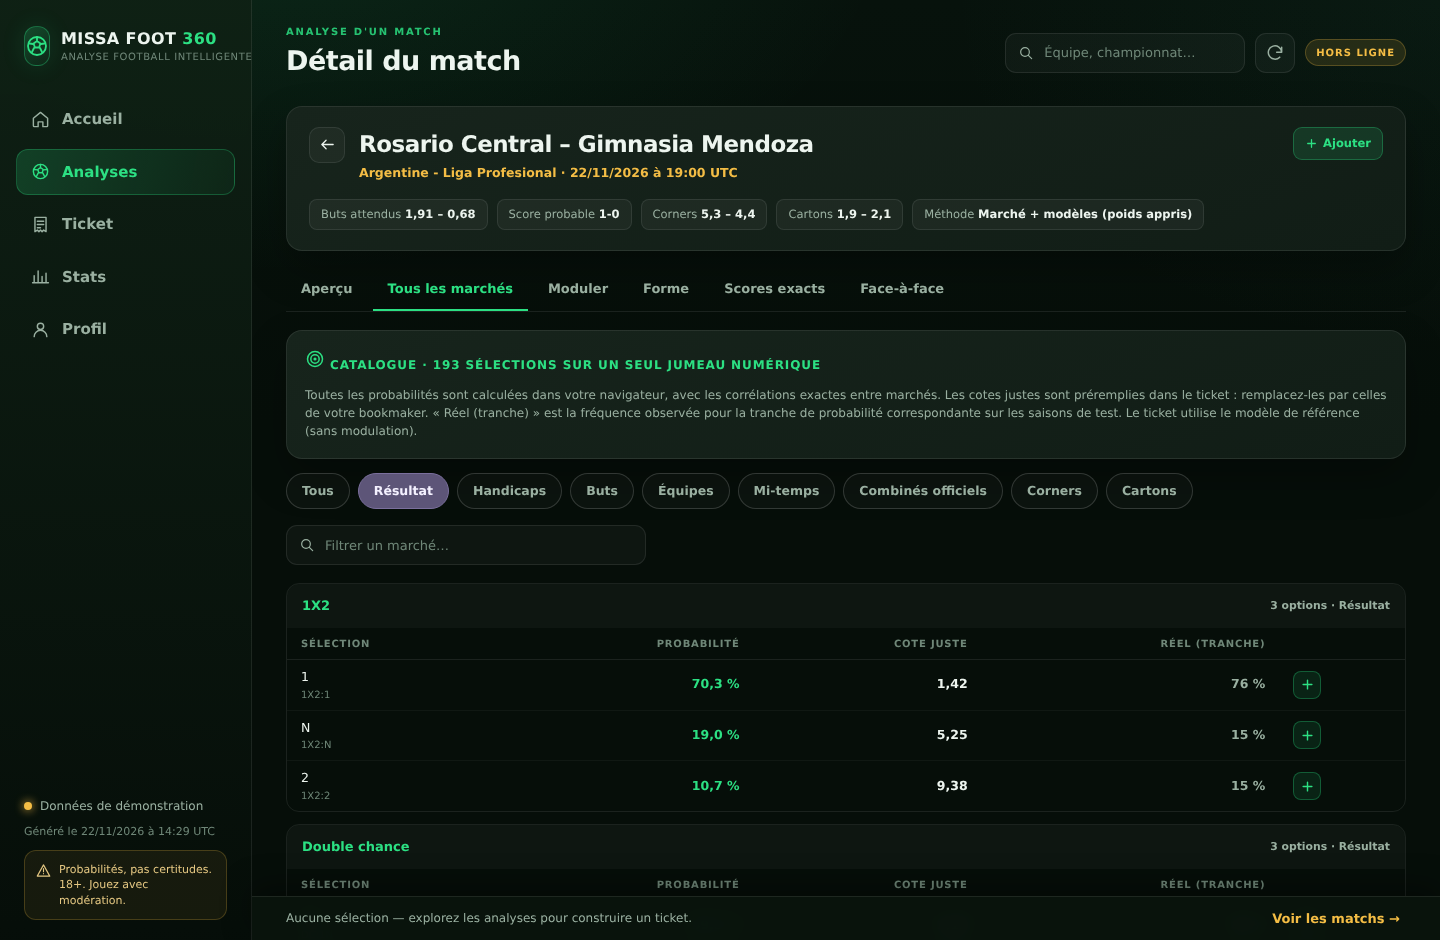 MISSA FOOT 360
ANALYSE FOOTBALL INTELLIGENTE
Accueil
Analyses
Ticket
Stats
Profil
Données de démonstration
Généré le 22/11/2026 à 14:29 UTC
Probabilités, pas certitudes.
18+. Jouez avec
modération.
ANALYSE D'UN MATCH
Détail du match
Équipe, championnat…
HORS LIGNE
← Rosario Central – Gimnasia Mendoza
+ Ajouter
Argentine - Liga Profesional · 22/11/2026 à 19:00 UTC
Buts attendus 1,91 – 0,68
Score probable 1-0
Corners 5,3 – 4,4
Cartons 1,9 – 2,1
Méthode Marché + modèles (poids appris)
Aperçu
Tous les marchés
Moduler
Forme
Scores exacts
Face-à-face
CATALOGUE · 193 SÉLECTIONS SUR UN SEUL JUMEAU NUMÉRIQUE
Toutes les probabilités sont calculées dans votre navigateur, avec les corrélations exactes entre marchés. Les cotes justes sont préremplies dans le ticket : remplacez-les par celles
de votre bookmaker. « Réel (tranche) » est la fréquence observée pour la tranche de probabilité correspondante sur les saisons de test. Le ticket utilise le modèle de référence
(sans modulation).
Tous
Résultat
Handicaps
Buts
Équipes
Mi-temps
Combinés officiels
Corners
Cartons
Filtrer un marché…
1X2
3 options · Résultat
SÉLECTION PROBABILITÉ COTE JUSTE RÉEL (TRANCHE)
1 70,3 % 1,42 76 % +
1X2:1
N 19,0 % 5,25 15 % +
1X2:N
2 10,7 % 9,38 15 % +
1X2:2
Double chance
3 options · Résultat
SÉLECTION PROBABILITÉ COTE JUSTE RÉEL (TRANCHE)
Aucune sélection — explorez les analyses pour construire un ticket.
Voir les matchs →